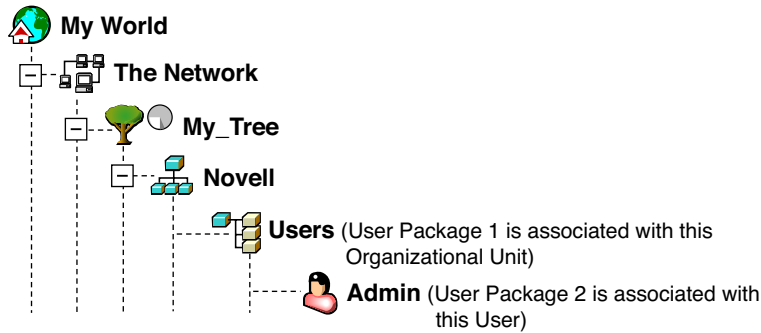 My World
The Network
My_Tree
Novell
Users (User Package 1 is associated with this
Organizational Unit)
Admin (User Package 2 is associated with
this User)